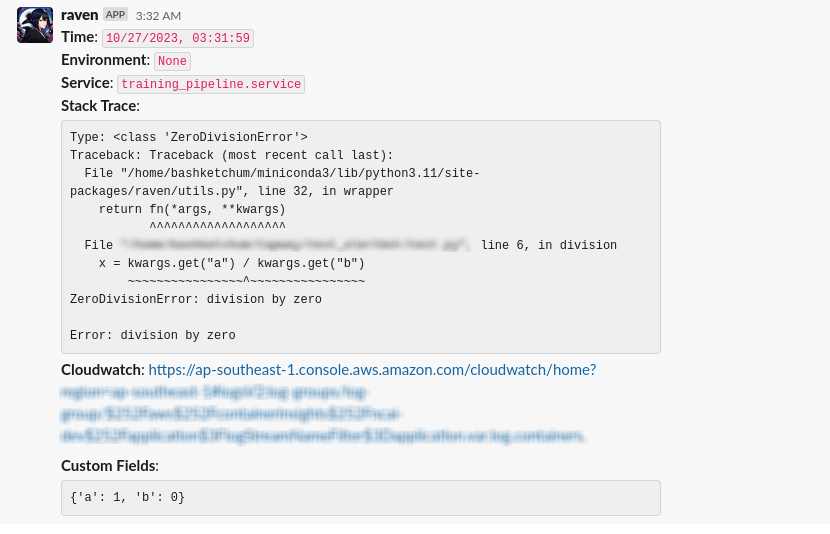 raven APP 3:32 AM
Time: 10/27/2023, 03:31:59
Environment: None
Service: training_pipeline.service
Stack Trace:
Type: <class 'ZeroDivisionError'>
Traceback: Traceback (most recent call last):
  File "/home/bashketchum/miniconda3/lib/python3.11/site-
packages/raven/utils.py", line 32, in wrapper
    return fn(*args, **kwargs)
           ^^^^^^^^^^^^^^^^^^^
  File line 6, in division
    x = kwargs.get("a") / kwargs.get("b")
        ~~~~~~~~~~~~~~~~^~~~~~~~~~~~~~~~~
ZeroDivisionError: division by zero
Error: division by zero
Cloudwatch: https://ap-southeast-1.console.aws.amazon.com/cloudwatch/home?
Custom Fields:
{'a': 1, 'b': 0}